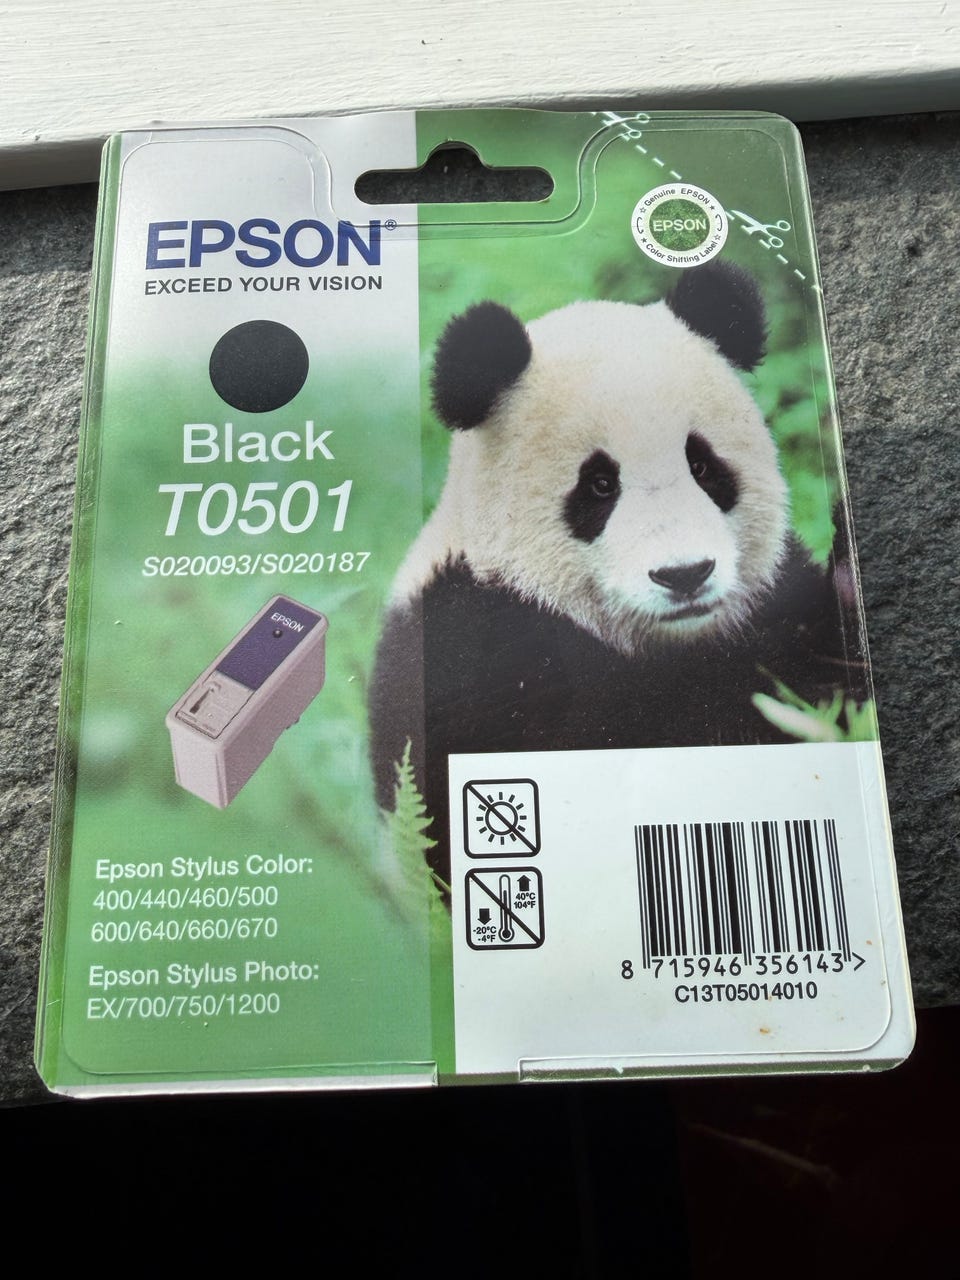 EPSON®
EXCEED YOUR VISION
Genuine EPSON
EPSON
Color Shifting Label
Black
T0501
S020093/S020187
EPSON
Epson Stylus Color:
400/440/460/500
600/640/660/670
Epson Stylus Photo:
EX/700/750/1200
40°C
104°F
-20°C
-4°F
8 715946 356143 >
C13T05014010